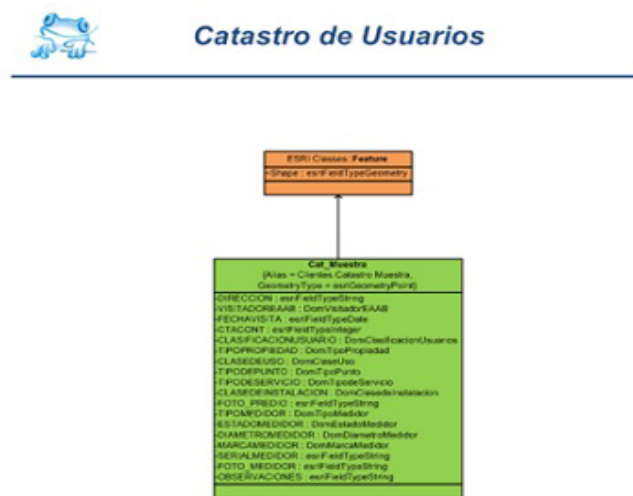 Catastro de Usuarios
ESRI Classes::Feature
+Shape : esriFieldTypeGeometry
Cat_Muestra
{Alias = Clientes Catastro Muestra,
GeometryType = esriGeometryPoint}
-DIRECCION : esriFieldTypeString
-VISITADOREAAB : DomVisitadorEAAB
-FECHAVISITA : esriFieldTypeDate
-CTACONT : esriFieldTypeInteger
-CLASIFICACIONUSUARIO : DomClasificacionUsuarios
-TIPOPROPIEDAD : DomTipoPropiedad
-CLASEDEUSO : DomClaseUso
-TIPODEPUNTO : DomTipoPunto
-TIPODESERVICIO : DomTipodeServicio
-CLASEDEINSTALACION : DomClasedeInstalacion
-FOTO_PREDIO : esriFieldTypeString
-TIPOMEDIDOR : DomTipoMedidor
-ESTADOMEDIDOR : DomEstadoMedidor
-DIAMETROMEDIDOR : DomDiametroMedidor
-MARCAMEDIDOR : DomMarcaMedidor
-SERIALMEDIDOR : esriFieldTypeString
-FOTO_MEDIDOR : esriFieldTypeString
-OBSERVACIONES : esriFieldTypeString